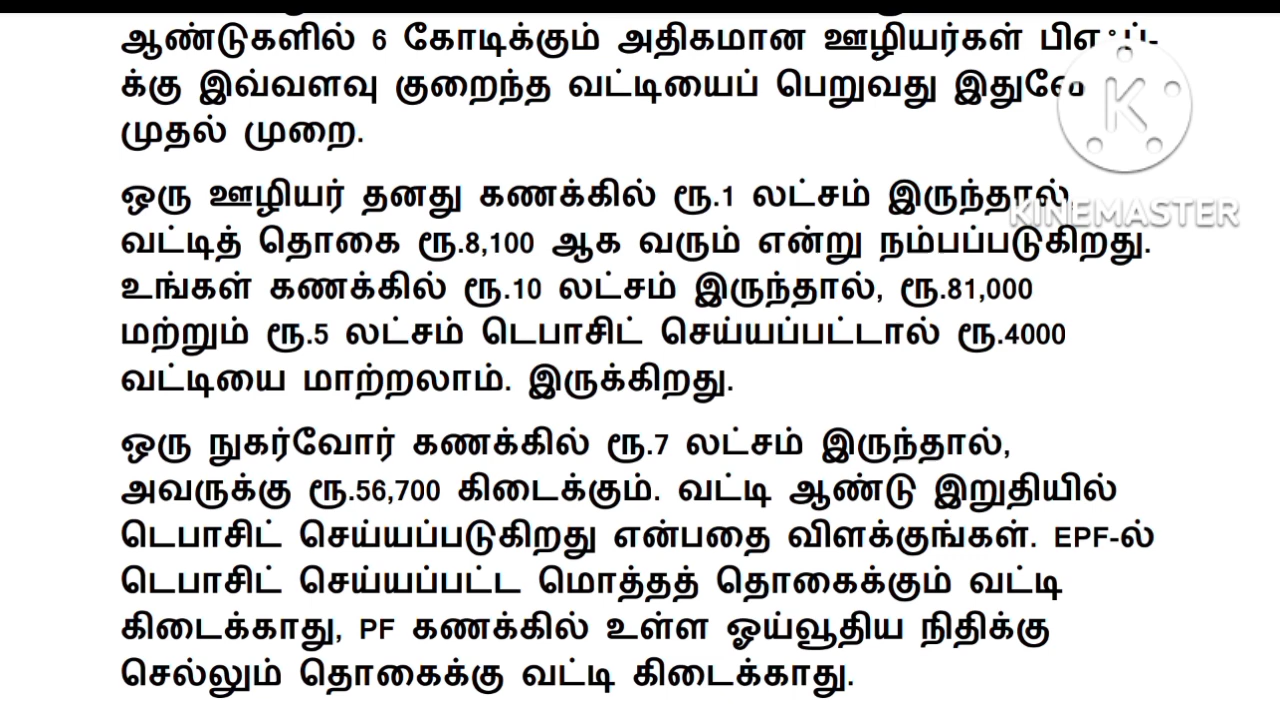 ஆண்டுகளில் 6 கோடிக்கும் அதிகமான ஊழியர்கள்
க்கு இவ்வளவு குறைந்த வட்டியைப் பெறுவது இதுவே
முதல் முறை.
ஒரு ஊழியர் தனது கணக்கில் ரூ.1 லட்சம் இருந்தால்,
வட்டித் தொகை ரூ.8,100 ஆக வரும் என்று நம்பப்படுகிறது.
உங்கள் கணக்கில் ரூ.10 லட்சம் இருந்தால், ரூ.81,000
மற்றும் ரூ.5 லட்சம் டெபாசிட் செய்யப்பட்டால் ரூ.4000
வட்டியை மாற்றலாம். இருக்கிறது.
ஒரு நுகர்வோர் கணக்கில் ரூ.7 லட்சம் இருந்தால்,
அவருக்கு ரூ.56,700 கிடைக்கும். வட்டி ஆண்டு இறுதியில்
டெபாசிட் செய்யப்படுகிறது என்பதை விளக்குங்கள். EPF-ல்
டெபாசிட் செய்யப்பட்ட மொத்தத் தொகைக்கும் வட்டி
கிடைக்காது, PF கணக்கில் உள்ள ஓய்வூதிய நிதிக்கு
செல்லும் தொகைக்கு வட்டி கிடைக்காது.
K
KINEMASTER